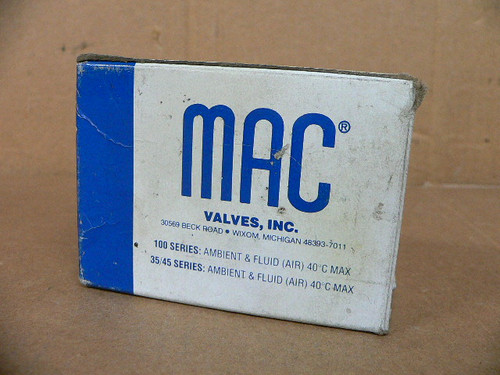 MAC®
VALVES, INC.
30569 BECK ROAD • WIXOM, MICHIGAN 48393-7011
100 SERIES: AMBIENT & FLUID (AIR) 40°C MAX
35/45 SERIES: AMBIENT & FLUID (AIR) 40°C MAX